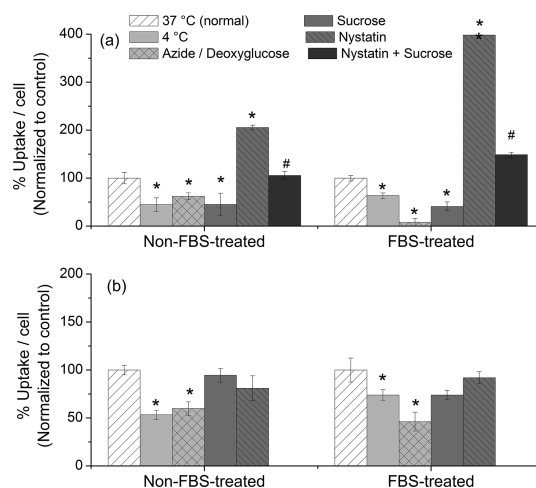 37 °C (normal)
Sucrose
4 °C
Nystatin
Azide / Deoxyglucose
Nystatin + Sucrose
(a)
% Uptake / cell
(Normalized to control)
400
300
200
100
0
*
*
*
*
#
*
*
*
*
*
#
Non-FBS-treated
FBS-treated
(b)
% Uptake / cell
(Normalized to control)
200
150
100
50
0
*
*
*
*
Non-FBS-treated
FBS-treated